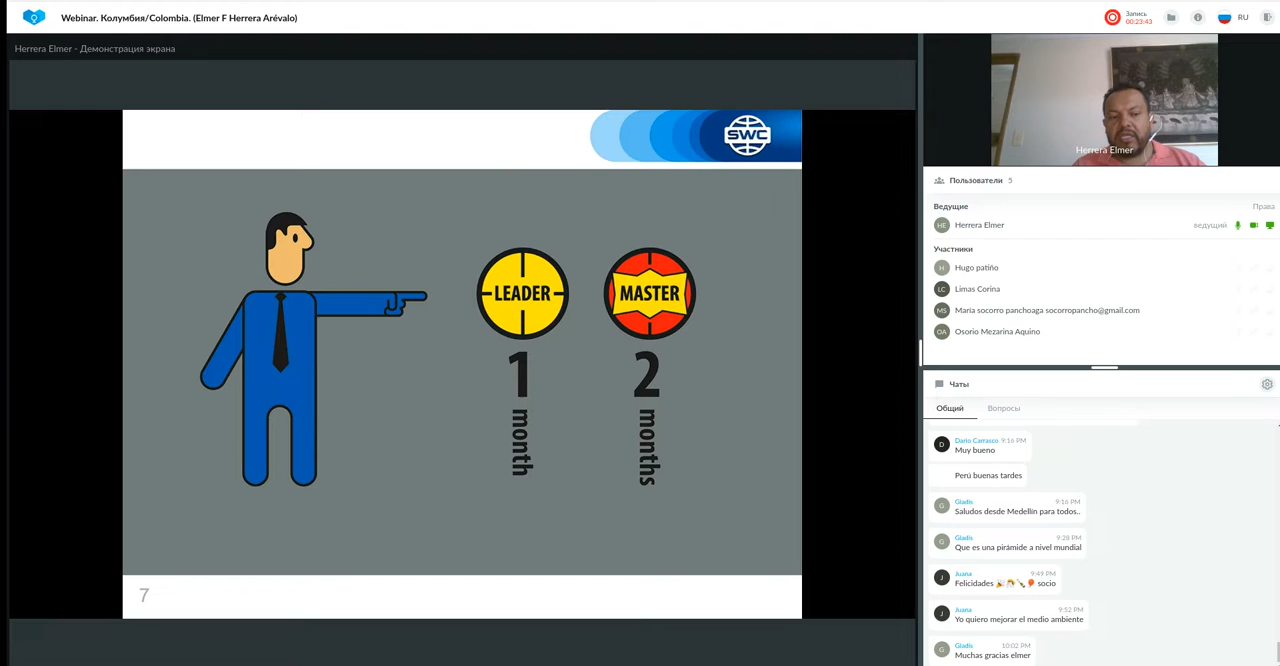 Webinar. Колумбия/Colombia. (Elmer F Herrera Arévalo)
Запись
00:23:43
RU
Herrera Elmer - Демонстрация экрана
SWC
LEADER
MASTER
1
2
month
months
7
Herrera Elmer
Пользователи 5
Ведущие
Права
HE
Herrera Elmer
ведущий
Участники
H
Hugo patiño
LC
Limas Corina
MS
María socorro panchoaga socorropancho@gmail.com
OA
Osorio Mezarina Aquino
Чаты
Общий
Вопросы
D
Dario Carrasco 9:16 PM
Muy bueno
Perú buenas tardes
G
Gladis 9:16 PM
Saludos desde Medellín para todos..
G
Gladis 9:28 PM
Que es una pirámide a nivel mundial
J
Juana 9:49 PM
Felicidades 🎉🎊🍾🎈 socio
J
Juana 9:52 PM
Yo quiero mejorar el medio ambiente
G
Gladis 10:02 PM
Muchas gracias elmer